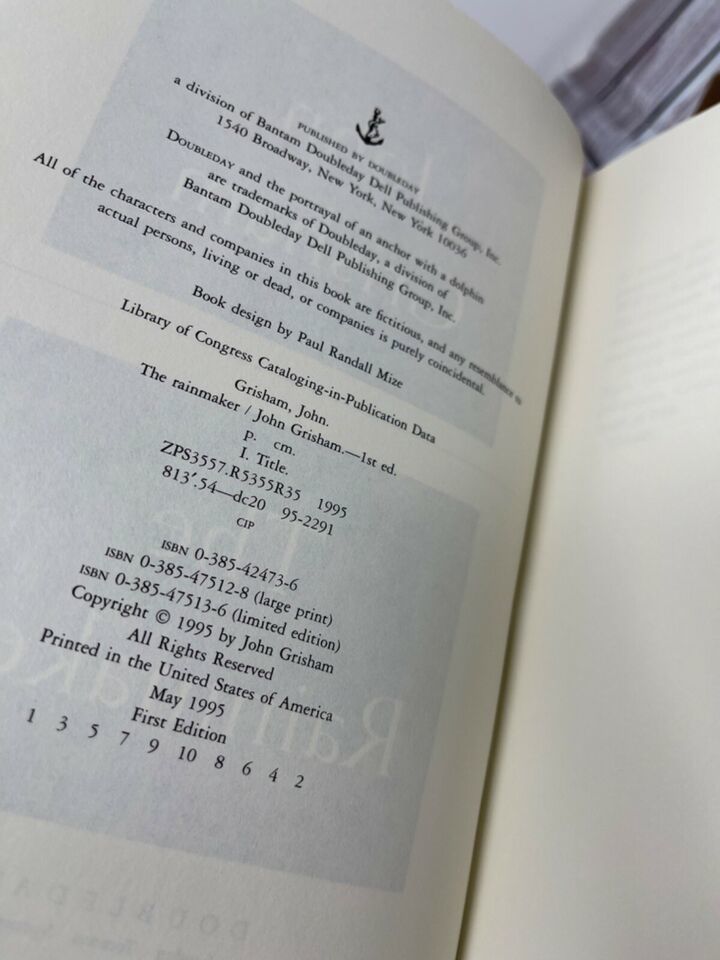 PUBLISHED BY DOUBLEDAY
a division of Bantam Doubleday Dell Publishing Group, Inc.
1540 Broadway, New York, New York 10036
DOUBLEDAY and the portrayal of an anchor with a dolphin
are trademarks of Doubleday, a division of
Bantam Doubleday Dell Publishing Group, Inc.
All of the characters and companies in this book are fictitious, and any resemblance to
actual persons, living or dead, or companies is purely coincidental.
Book design by Paul Randall Mize
Library of Congress Cataloging-in-Publication Data
Grisham, John.
The rainmaker / John Grisham.—1st ed.
p. cm.
I. Title.
ZPS3557.R5355R35 1995
813'.54—dc20 95-2291
CIP
ISBN 0-385-42473-6
ISBN 0-385-47512-8 (large print)
ISBN 0-385-47513-6 (limited edition)
Copyright © 1995 by John Grisham
All Rights Reserved
Printed in the United States of America
May 1995
First Edition
1 3 5 7 9 10 8 6 4 2